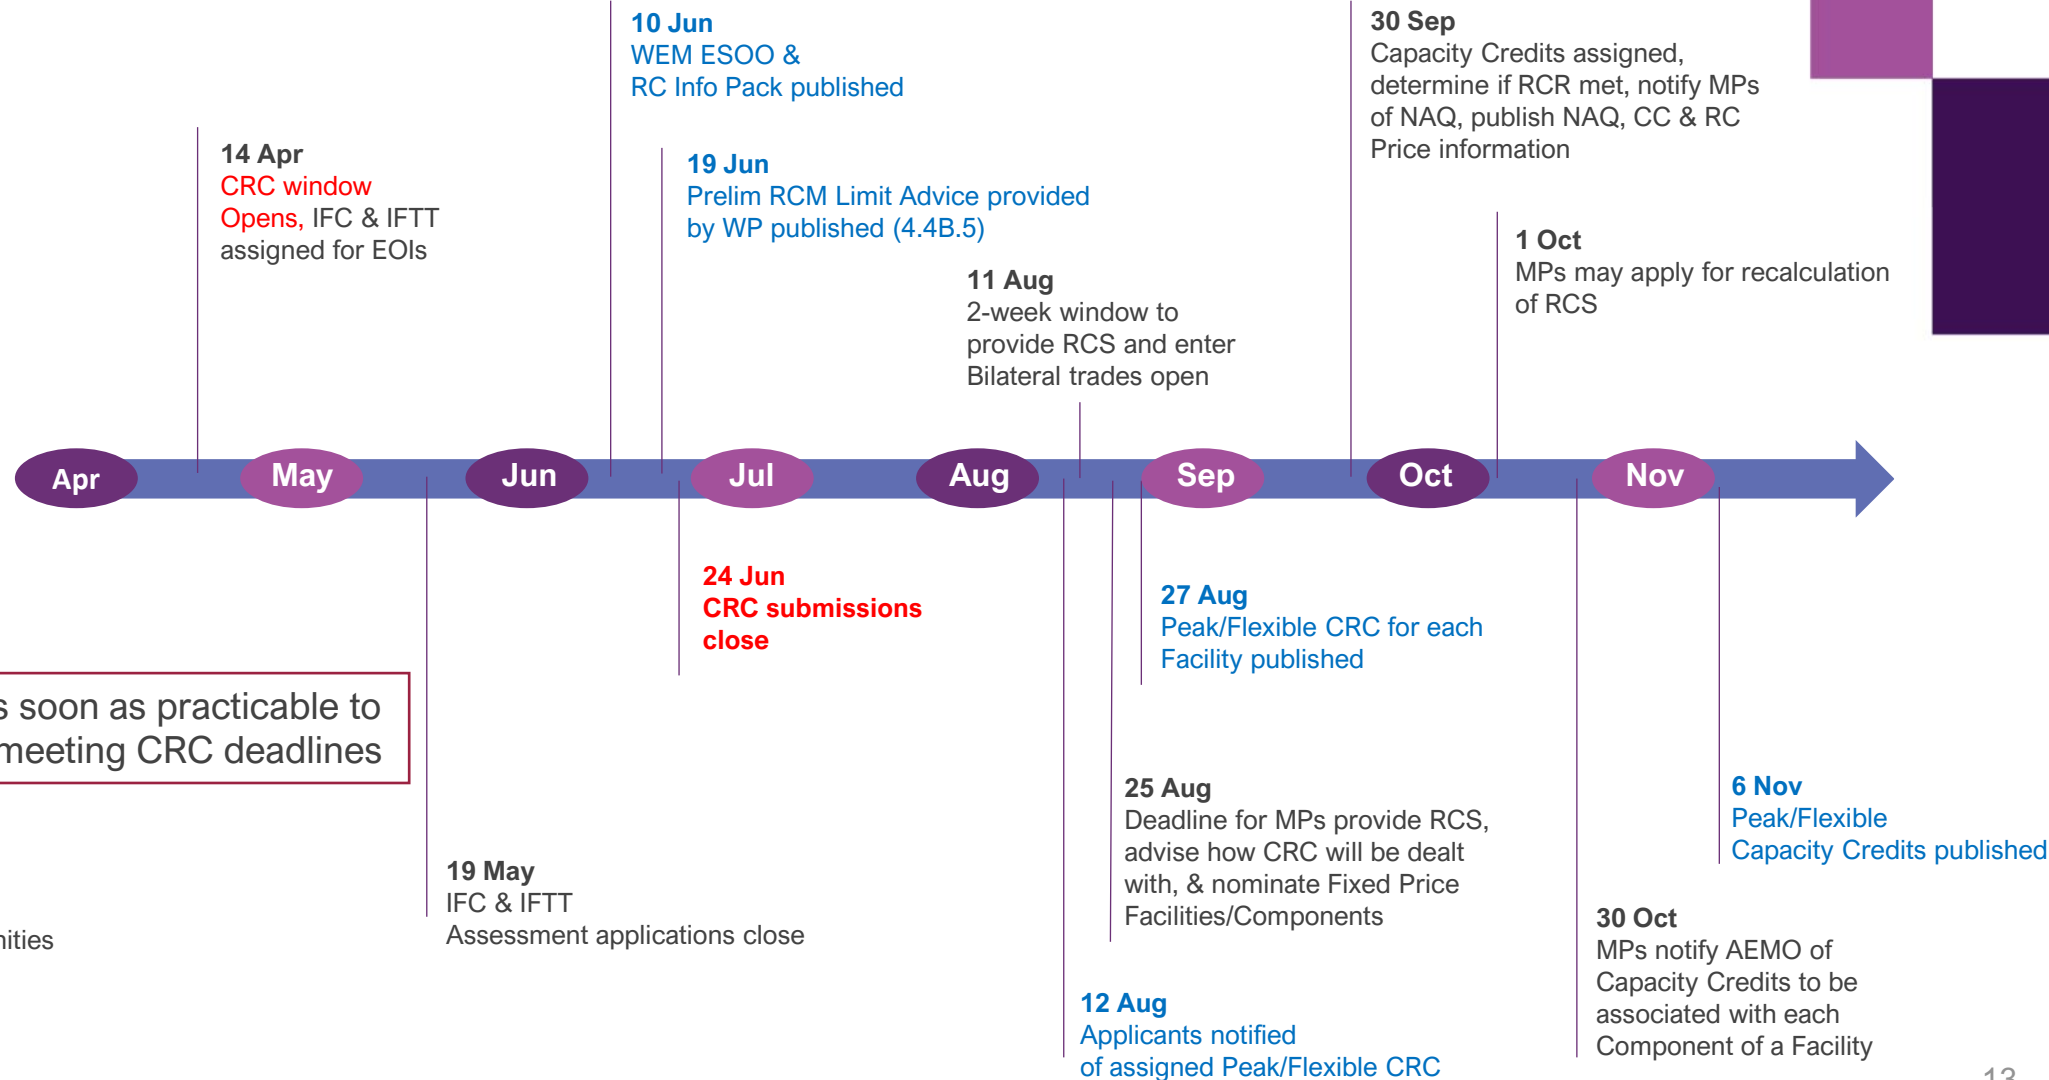 10 Jun
WEM ESOO &
RC Info Pack published
30 Sep
Capacity Credits assigned,
determine if RCR met, notify MPs
of NAQ, publish NAQ, CC & RC
Price information
14 Apr
CRC window
Opens, IFC & IFTT
assigned for EOIs
19 Jun
Prelim RCM Limit Advice provided
by WP published (4.4B.5)
11 Aug
2-week window to
provide RCS and enter
Bilateral trades open
1 Oct
MPs may apply for recalculation
of RCS
Apr
May
Jun
Jul
Aug
Sep
Oct
Nov
24 Jun
CRC submissions
close
27 Aug
Peak/Flexible CRC for each
Facility published
soon as practicable to
meeting CRC deadlines
25 Aug
Deadline for MPs provide RCS,
advise how CRC will be dealt
with, & nominate Fixed Price
Facilities/Components
6 Nov
Peak/Flexible
Capacity Credits published
19 May
IFC & IFTT
Assessment applications close
30 Oct
MPs notify AEMO of
Capacity Credits to be
associated with each
Component of a Facility
12 Aug
Applicants notified
of assigned Peak/Flexible CRC
13